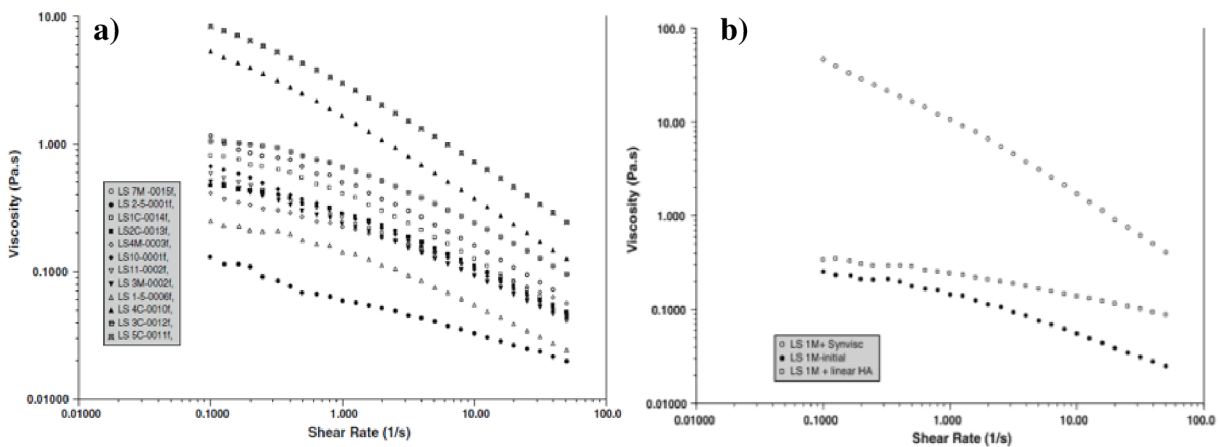 a)
10.00
1.000
0.1000
0.01000
Viscosity (Pa.s)
LS 7M -0015f,
LS 2-5-0001f,
LS1C-0014f,
LS2C-0013f,
LS4M-0003f,
LS10-0001f,
LS11-0002f,
LS 3M-0002f,
LS 1-5-0006f,
LS 4C-0010f,
LS 3C-0012f,
LS 5C-0011f,
0.01000 0.1000 1.000 10.00 100.0
Shear Rate (1/s)
b)
100.0
10.00
1.000
0.1000
0.01000
Viscosity (Pa.s)
LS 1M+ Synvisc
LS 1M-initial
LS 1M + linear HA
0.01000 0.1000 1.000 10.00 100.0
Shear Rate (1/s)